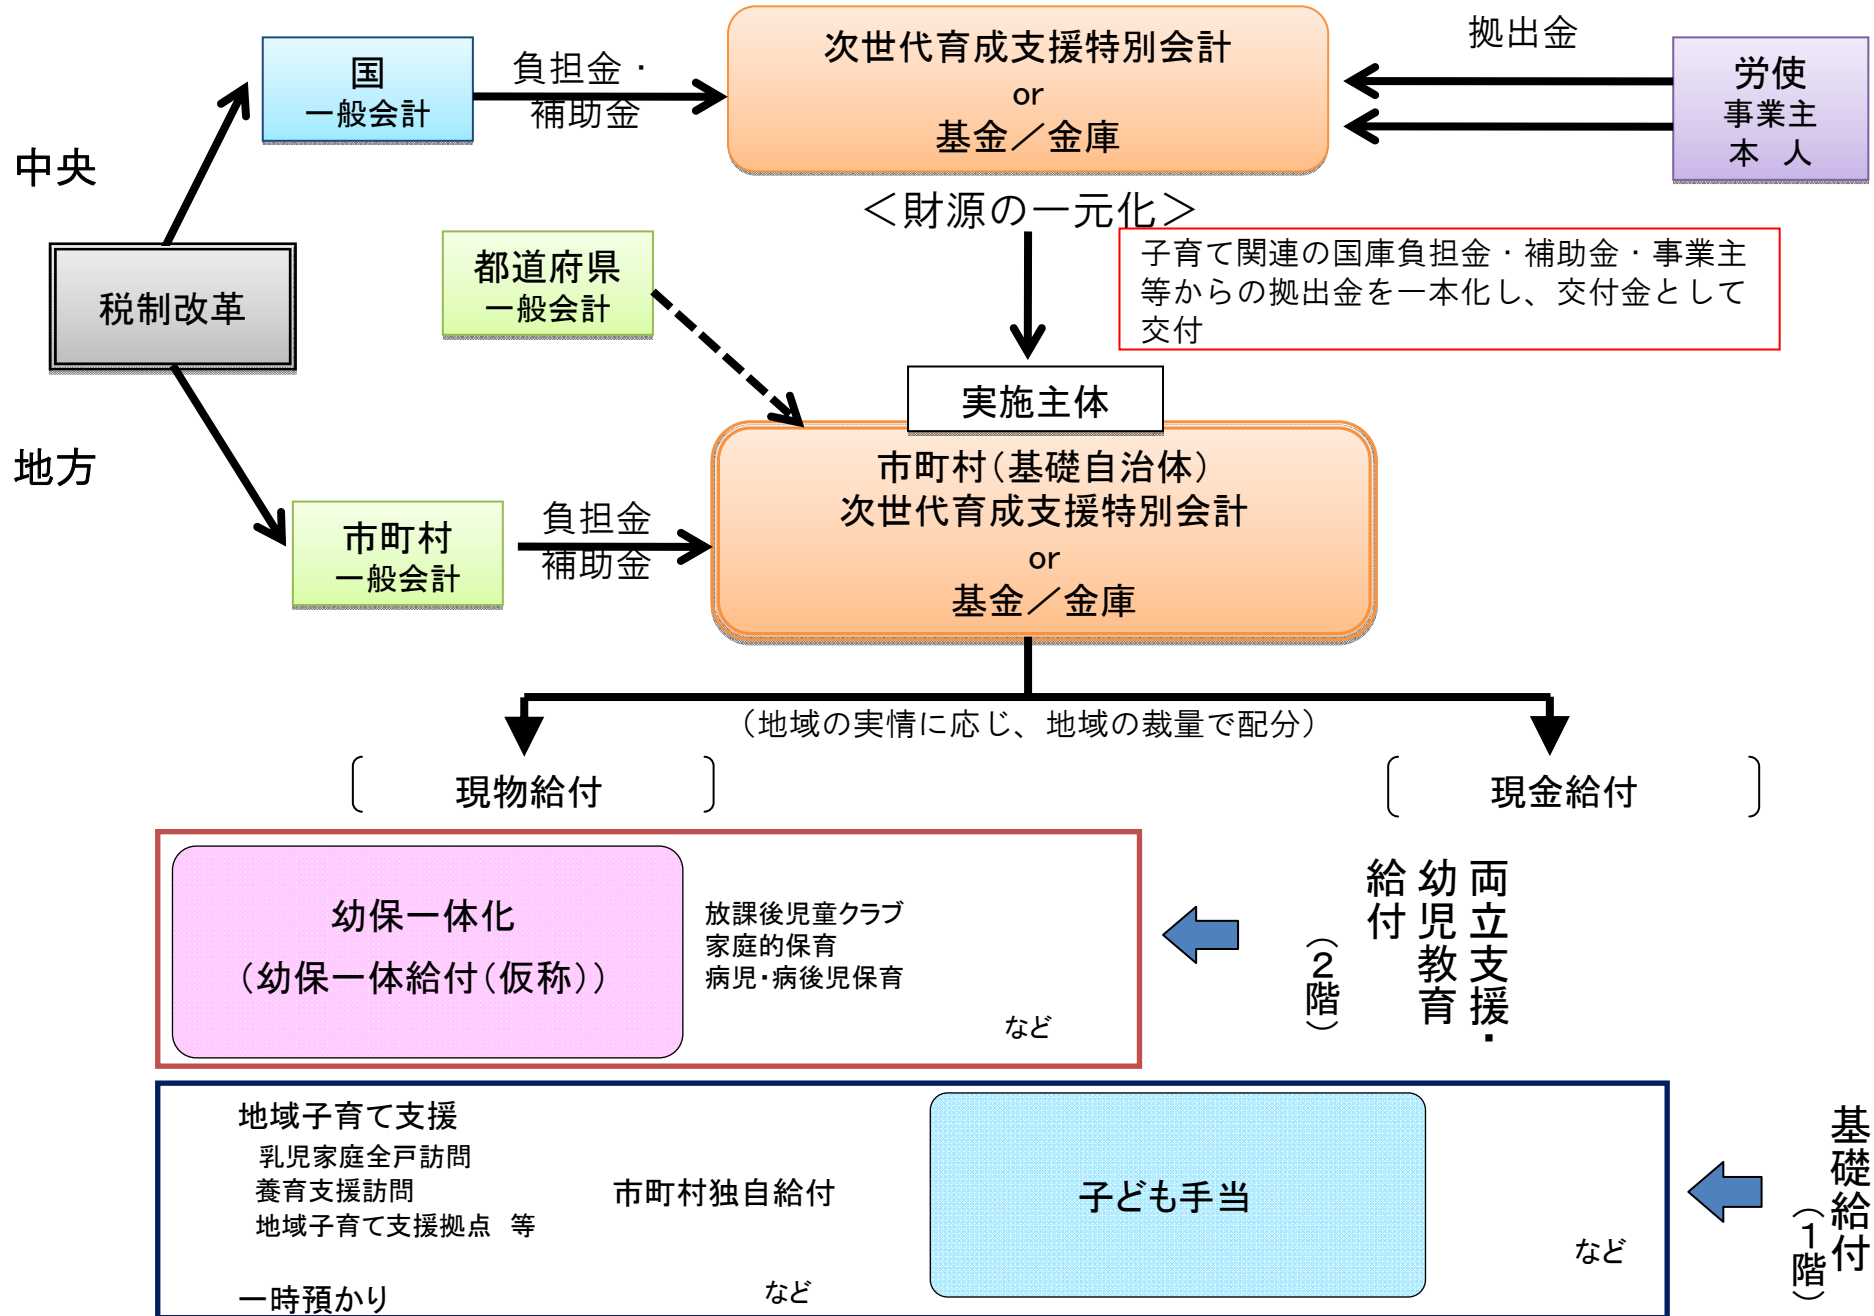 国
一般会計
負担金・
補助金
次世代育成支援特別会計
or
基金／金庫
拠出金
労使
事業主
本　人
中央
＜財源の一元化＞
税制改革
都道府県
一般会計
子育て関連の国庫負担金・補助金・事業主
等からの拠出金を一本化し、交付金として
交付
実施主体
地方
市町村
一般会計
負担金
補助金
市町村（基礎自治体）
次世代育成支援特別会計
or
基金／金庫
（地域の実情に応じ、地域の裁量で配分）
現物給付
現金給付
幼保一体化
（幼保一体給付（仮称））
放課後児童クラブ
家庭的保育
病児・病後児保育
など
両立支援・
幼児教育
給付
（２階）
地域子育て支援
乳児家庭全戸訪問
養育支援訪問
地域子育て支援拠点　等
一時預かり
市町村独自給付
など
子ども手当
など
基礎給付
（１階）